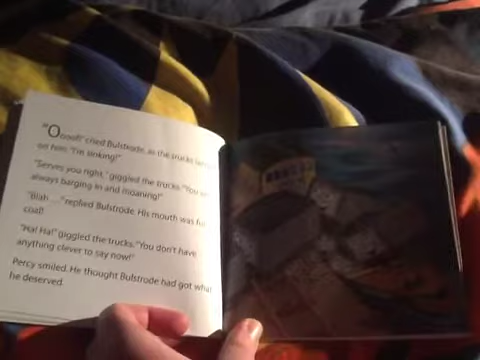 "Ooooff!" cried Bulstrode, as the trucks
on him. "I'm sinking!"
"Serves you right," giggled the trucks. "You
always barging in and moaning!"
"Blah ..." replied Bulstrode. His mouth was
coal!
"Ha! Ha!" giggled the trucks. "You don't have
anything clever to say now!"
Percy smiled. He thought Bulstrode had got what
he deserved.